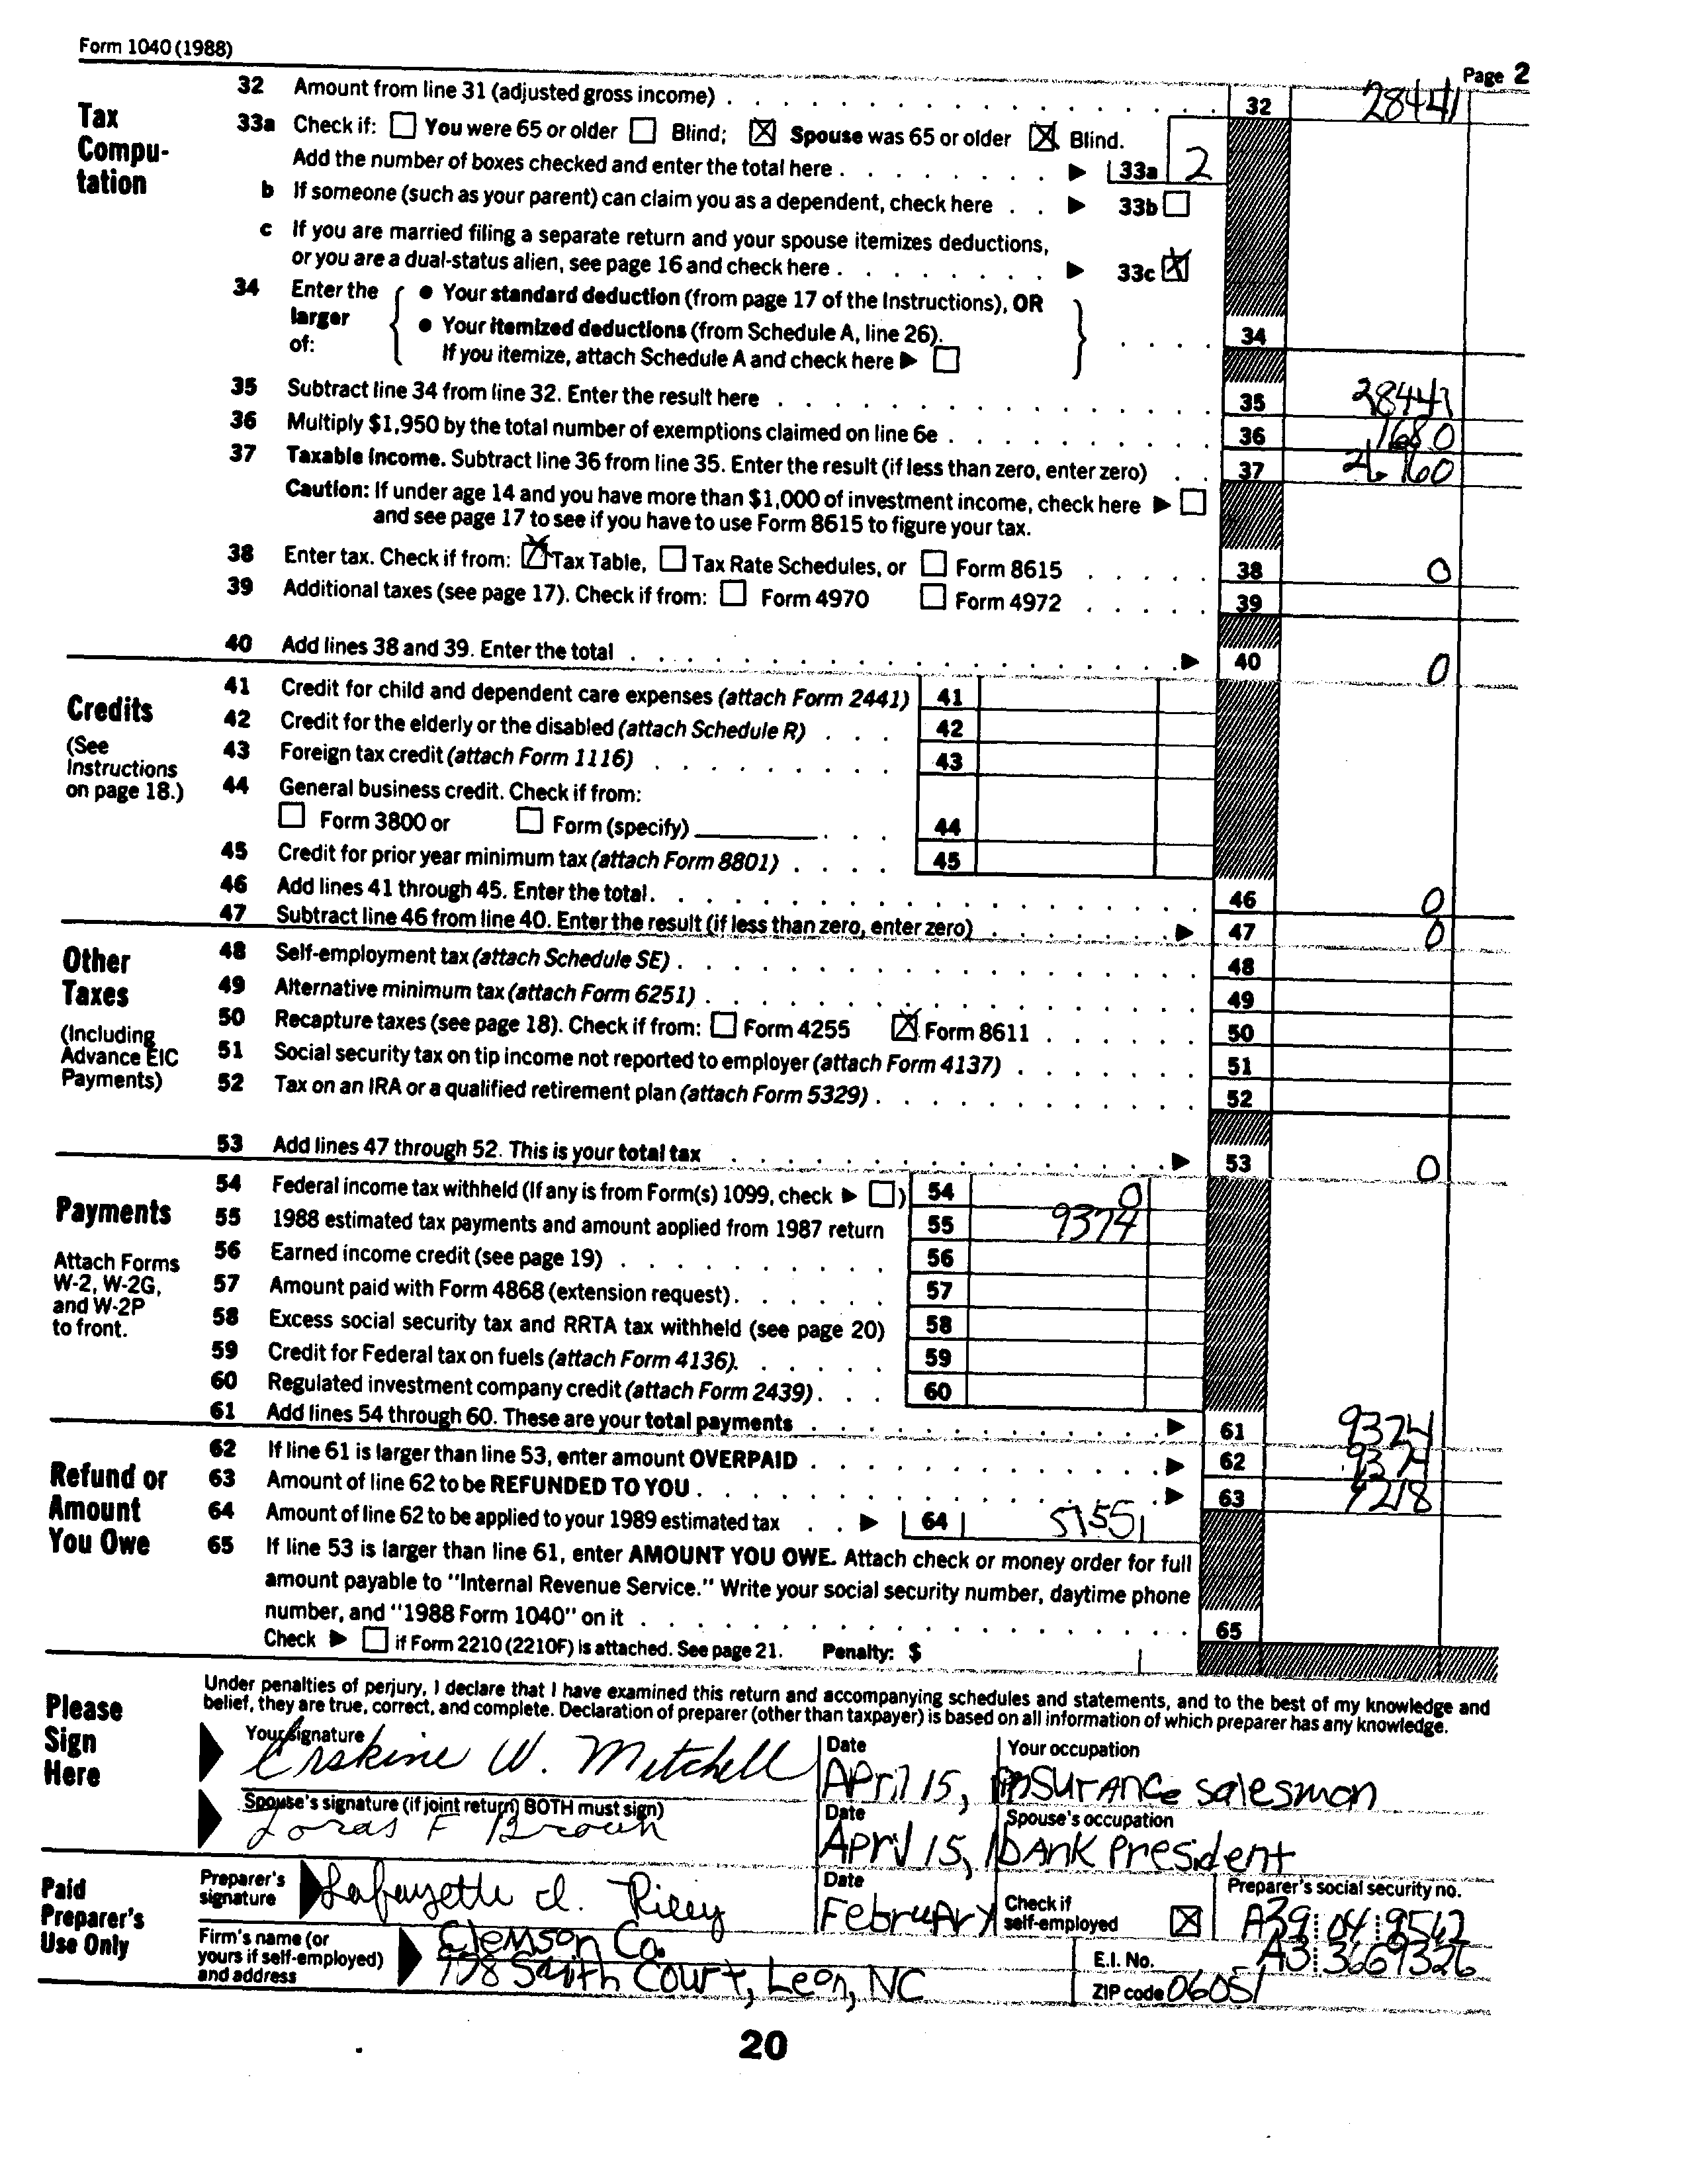 Form 1040 (1988)
Page 2
Tax Compu-tation
32 Amount from line 31 (adjusted gross income) . . . 32 28441
33a Check if: ☐ You were 65 or older ☐ Blind; ☒ Spouse was 65 or older ☒ Blind.
Add the number of boxes checked and enter the total here . . . ▶ 33a 2
b If someone (such as your parent) can claim you as a dependent, check here . . ▶ 33b ☐
c If you are married filing a separate return and your spouse itemizes deductions,
or you are a dual-status alien, see page 16 and check here . . . ▶ 33c ☒
34 Enter the larger of:
● Your standard deduction (from page 17 of the Instructions), OR
● Your itemized deductions (from Schedule A, line 26).
If you itemize, attach Schedule A and check here ▶ ☐
. . . . 34
35 Subtract line 34 from line 32. Enter the result here . . . 35 28441
36 Multiply $1,950 by the total number of exemptions claimed on line 6e . . . 36 1680
37 Taxable income. Subtract line 36 from line 35. Enter the result (if less than zero, enter zero) . . 37 26760
Caution: If under age 14 and you have more than $1,000 of investment income, check here ▶ ☐
and see page 17 to see if you have to use Form 8615 to figure your tax.
38 Enter tax. Check if from: ☒ Tax Table, ☐ Tax Rate Schedules, or ☐ Form 8615 . . . 38 0
39 Additional taxes (see page 17). Check if from: ☐ Form 4970 ☐ Form 4972 . . . 39
40 Add lines 38 and 39. Enter the total . . . ▶ 40 0
Credits
(See Instructions on page 18.)
41 Credit for child and dependent care expenses (attach Form 2441) 41
42 Credit for the elderly or the disabled (attach Schedule R) . . . 42
43 Foreign tax credit (attach Form 1116) . . . 43
44 General business credit. Check if from:
☐ Form 3800 or ☐ Form (specify) ______ . . . 44
45 Credit for prior year minimum tax (attach Form 8801) . . . . 45
46 Add lines 41 through 45. Enter the total . . . 46 0
47 Subtract line 46 from line 40. Enter the result (if less than zero, enter zero) . . . ▶ 47 0
Other Taxes
(Including Advance EIC Payments)
48 Self-employment tax (attach Schedule SE) . . . 48
49 Alternative minimum tax (attach Form 6251) . . . 49
50 Recapture taxes (see page 18). Check if from: ☐ Form 4255 ☒ Form 8611 . . . 50
51 Social security tax on tip income not reported to employer (attach Form 4137) . . . 51
52 Tax on an IRA or a qualified retirement plan (attach Form 5329) . . . 52
53 Add lines 47 through 52. This is your total tax . . . ▶ 53 0
Payments
Attach Forms W-2, W-2G, and W-2P to front.
54 Federal income tax withheld (If any is from Form(s) 1099, check ▶ ☐) 54 0
55 1988 estimated tax payments and amount applied from 1987 return 55 9374
56 Earned income credit (see page 19) . . . 56
57 Amount paid with Form 4868 (extension request) . . . 57
58 Excess social security tax and RRTA tax withheld (see page 20) 58
59 Credit for Federal tax on fuels (attach Form 4136) . . . 59
60 Regulated investment company credit (attach Form 2439) . . . 60
61 Add lines 54 through 60. These are your total payments . . . ▶ 61 9374
Refund or Amount You Owe
62 If line 61 is larger than line 53, enter amount OVERPAID . . . ▶ 62 9374
63 Amount of line 62 to be REFUNDED TO YOU . . . ▶ 63 4218
64 Amount of line 62 to be applied to your 1989 estimated tax . . ▶ 64 5155
65 If line 53 is larger than line 61, enter AMOUNT YOU OWE. Attach check or money order for full
amount payable to "Internal Revenue Service." Write your social security number, daytime phone
number, and "1988 Form 1040" on it . . . 65
Check ▶ ☐ if Form 2210 (2210F) is attached. See page 21. Penalty: $
Please Sign Here
Under penalties of perjury, I declare that I have examined this return and accompanying schedules and statements, and to the best of my knowledge and
belief, they are true, correct, and complete. Declaration of preparer (other than taxpayer) is based on all information of which preparer has any knowledge.
Your signature Erskine W. Mitchell Date April 15, Your occupation insurance salesman
Spouse's signature (if joint return, BOTH must sign) Loras F Brown Date April 15, Spouse's occupation bank president
Paid Preparer's Use Only
Preparer's signature Lafayette d. Riley Date February Check if self-employed ☒ Preparer's social security no. A39 04 9562
Firm's name (or yours if self-employed) and address Clemson Co. E.I. No. A3 3669326
Smith Court, Leon, NC ZIP code 06051
20